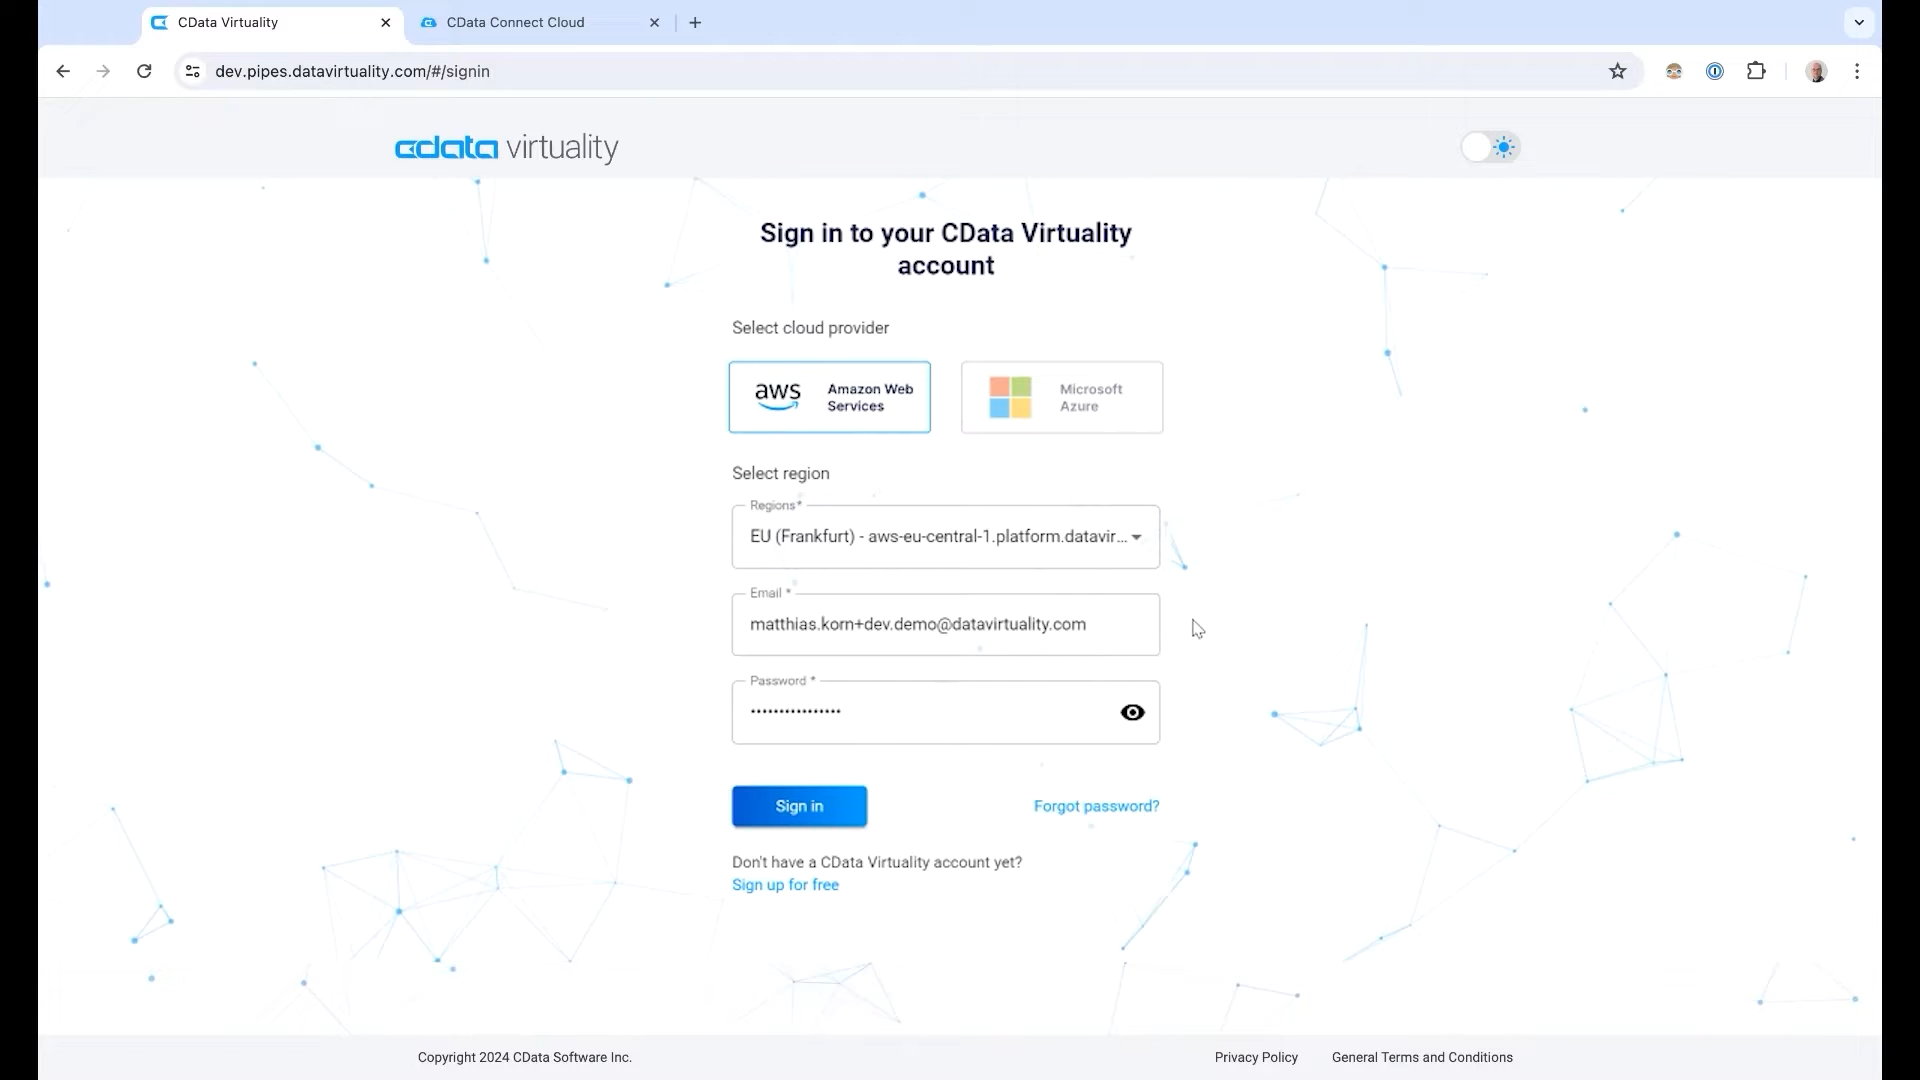 CData Virtuality
CData Connect Cloud
dev.pipes.datavirtuality.com/#/signin
cdata virtuality
Sign in to your CData Virtuality
account
Select cloud provider
aws
Amazon Web
Services
Microsoft
Azure
Select region
Regions*
EU (Frankfurt) - aws-eu-central-1.platform.datavir...
Email *
matthias.korn+dev.demo@datavirtuality.com
Password *
••••••••••••••••
Sign in
Forgot password?
Don't have a CData Virtuality account yet?
Sign up for free
Copyright 2024 CData Software Inc.
Privacy Policy
General Terms and Conditions